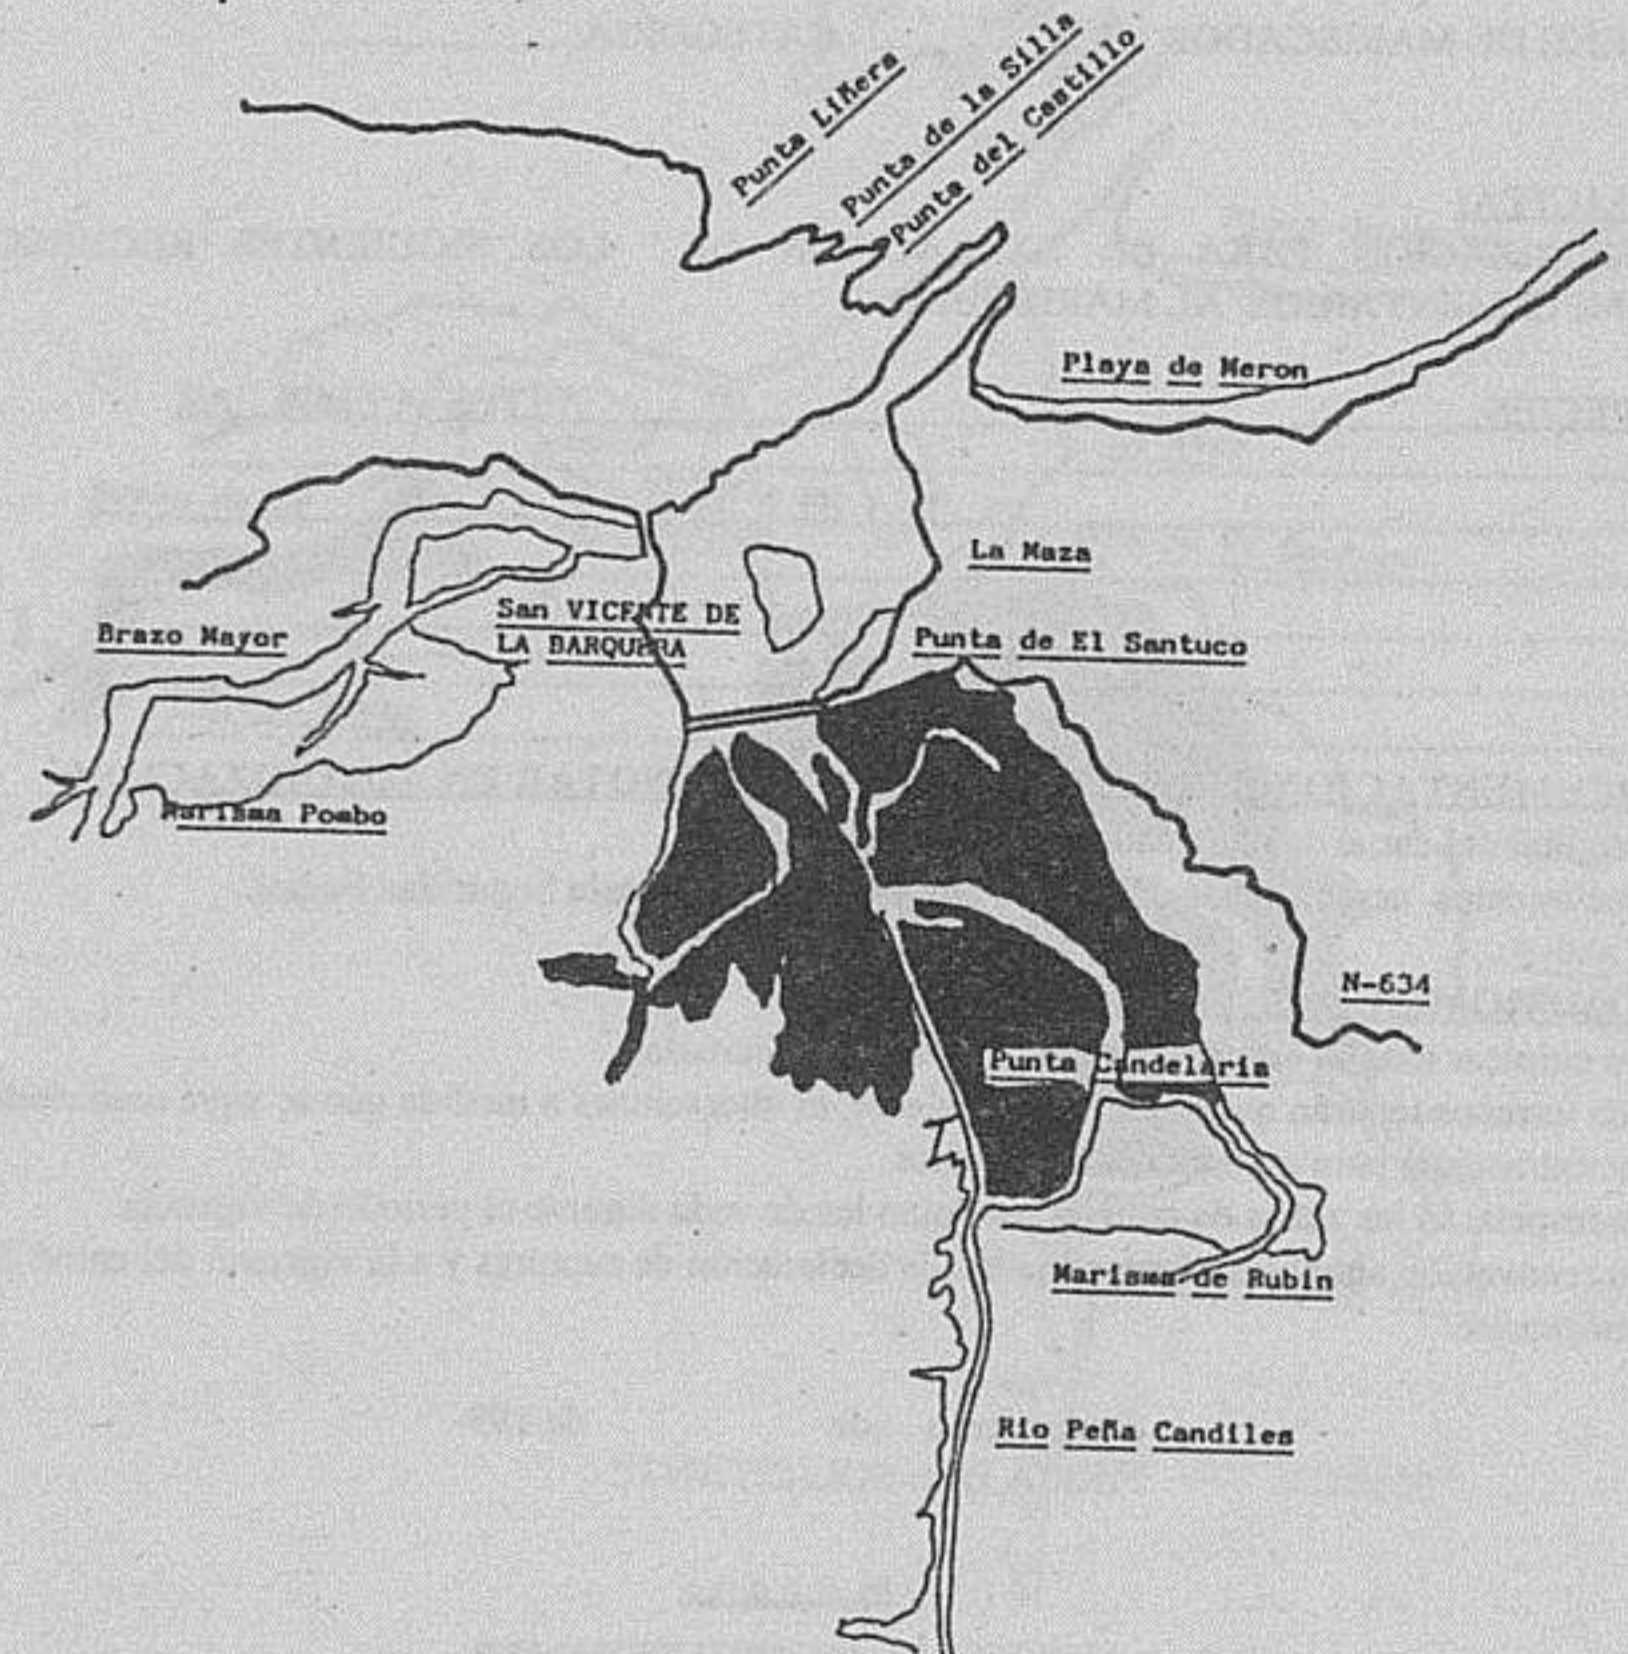 Punta Liñera
Punta de la Silla
Punta del Castillo
Playa de Meron
La Maza
San VICENTE DE
LA BARQUERA
Brazo Mayor
Punta de El Santuco
Marisma Pombo
N-634
Punta Candelaria
Marisma de Rubin
Rio Peña Candiles